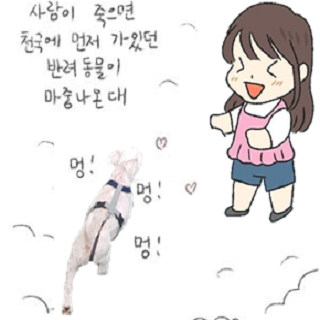 사람이 죽으면
천국에 먼저 가있던
반려동물이
마중나온대
멍!
멍!
멍!